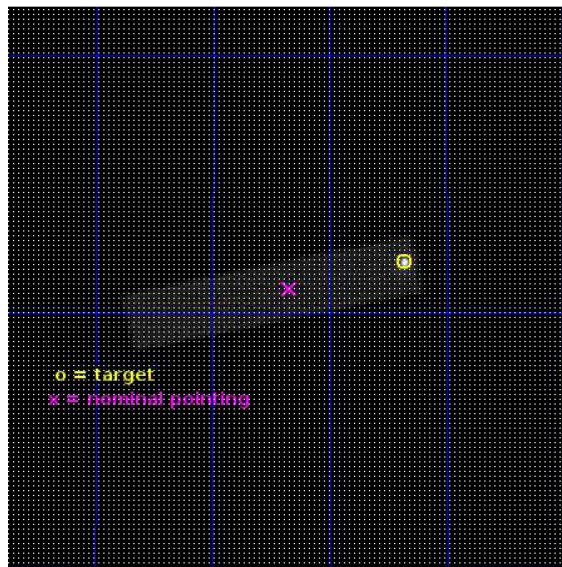 o = target
x = nominal pointing